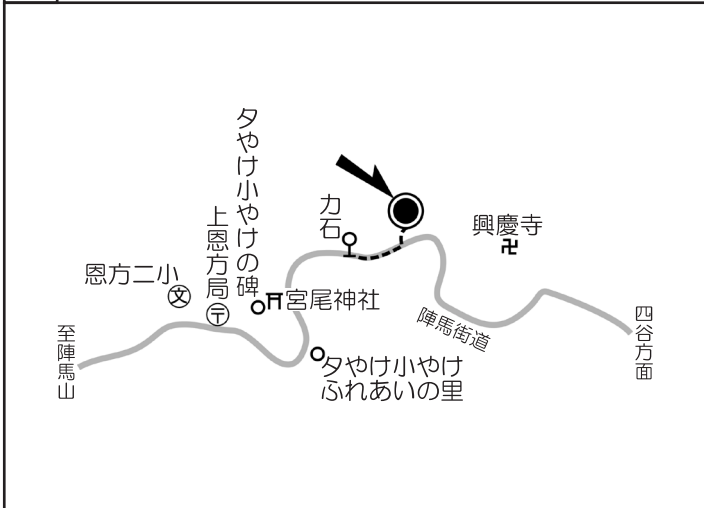 夕やけ小やけの碑
上恩方局
〒
恩方二小
文
宮尾神社
力石
興慶寺
陣馬街道
四谷方面
至陣馬山
夕やけ小やけ
ふれあいの里